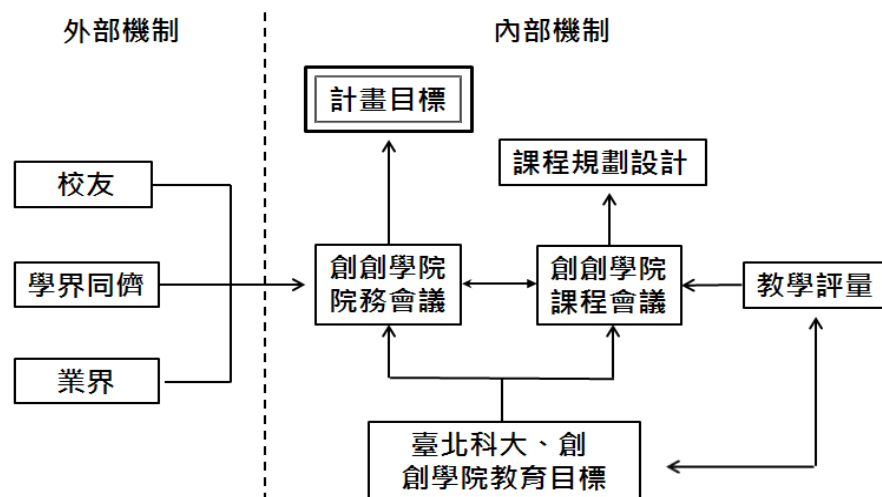 外部機制
內部機制
計畫目標
課程規劃設計
校友
學界同儕
業界
創創學院
院務會議
創創學院
課程會議
教學評量
臺北科大、創
創學院教育目標